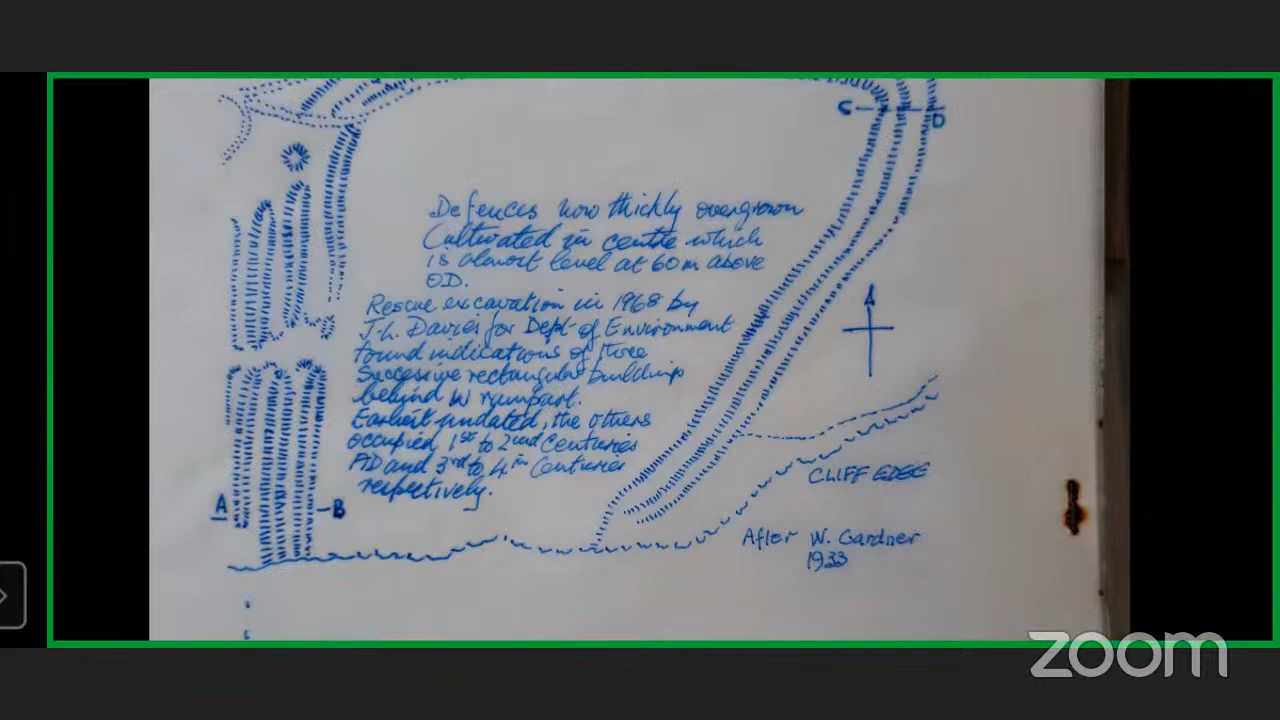 C
D
Defences now thickly overgrown
Cultivated in centre which
is almost level at 60m above
OD.
Rescue excavation in 1968 by
J.L. Davies for Dept of Environment
found indications of three
Successive rectangular buildings
behind W rampart.
Earliest undated, the others
occupied 1st to 2nd Centuries
AD and 3rd to 4th Centuries
respectively.
A
B
CLIFF EDGE
After W. Gardner
1933
zoom